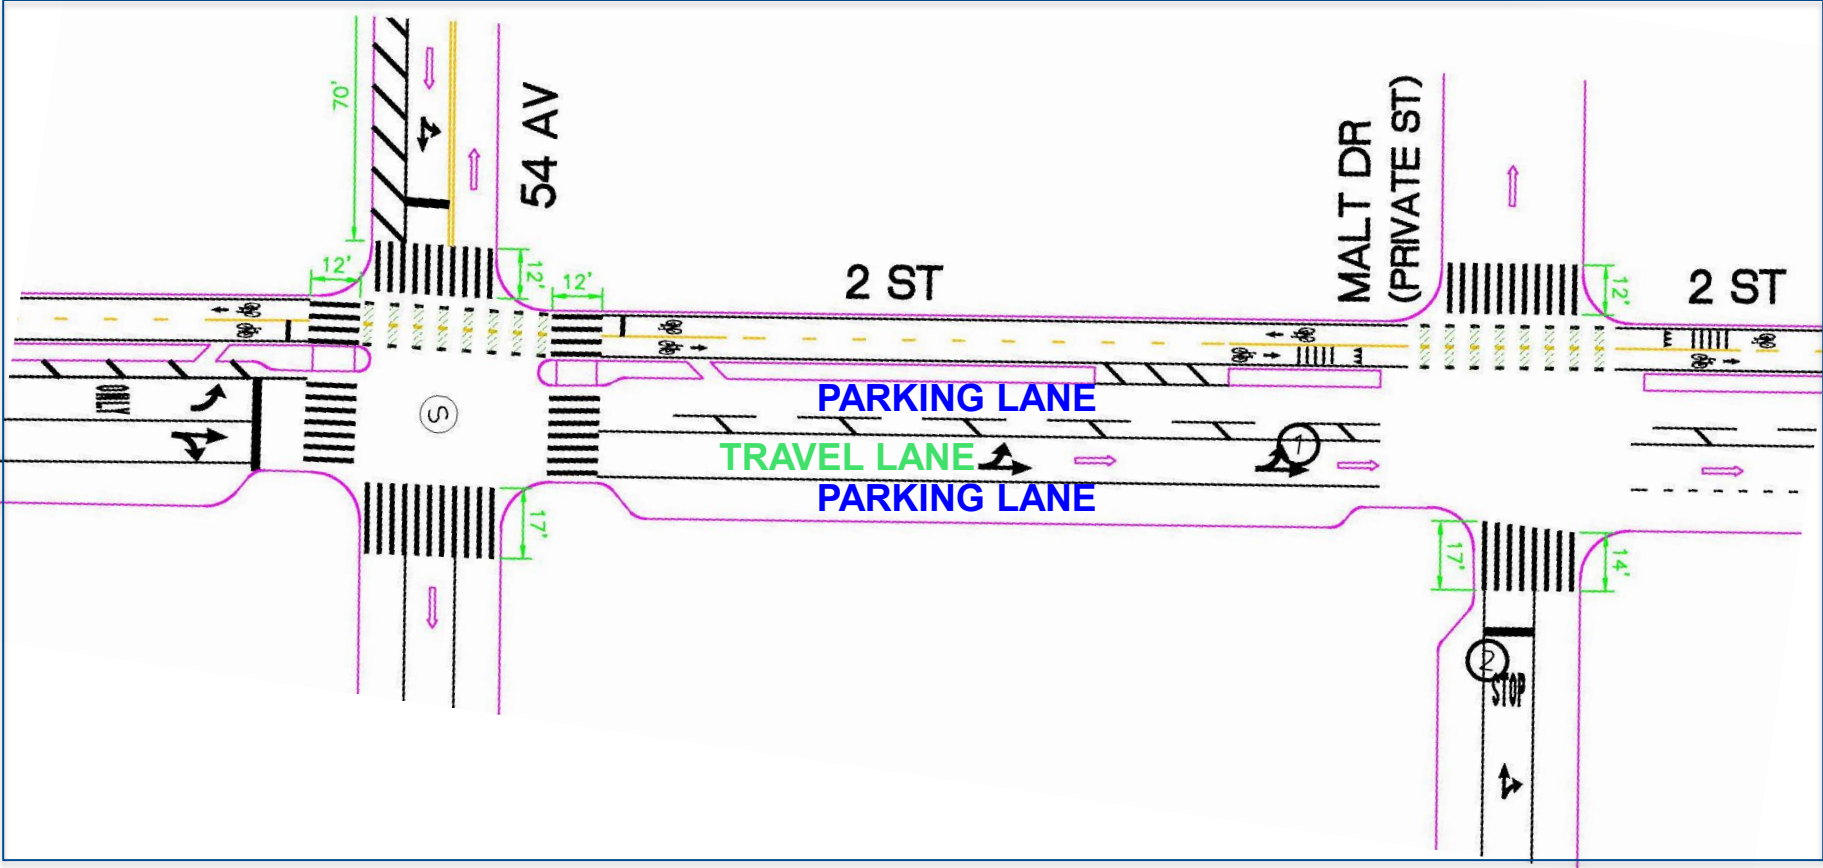 70'
54 AV
12'
12'
12'
2 ST
MALT DR
(PRIVATE ST)
12'
2 ST
ONLY
S
PARKING LANE
TRAVEL LANE
1
PARKING LANE
17'
17'
14'
2
STOP